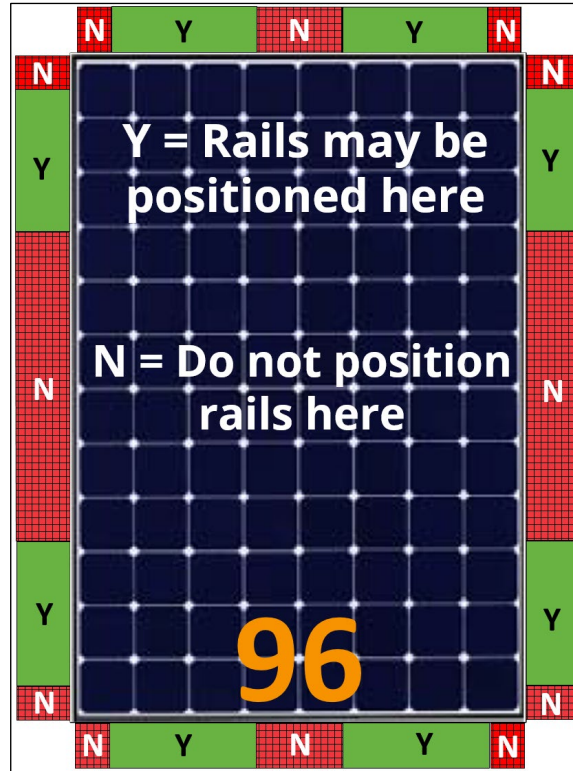 N Y N Y N
N N
Y = Rails may be
positioned here
Y Y
N = Do not position
rails here
N N
Y Y
96
N N
N Y N Y N